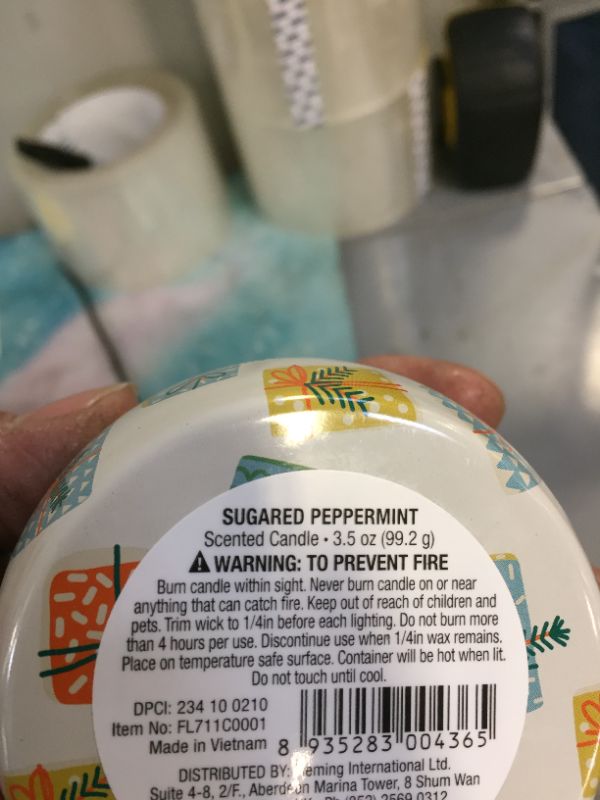 SUGARED PEPPERMINT
Scented Candle • 3.5 oz (99.2 g)
⚠ WARNING: TO PREVENT FIRE
Burn candle within sight. Never burn candle on or near
anything that can catch fire. Keep out of reach of children and
pets. Trim wick to 1/4in before each lighting. Do not burn more
than 4 hours per use. Discontinue use when 1/4in wax remains.
Place on temperature safe surface. Container will be hot when lit.
Do not touch until cool.
DPCI: 234 10 0210
Item No: FL711C0001
Made in Vietnam
8 935283 004365
DISTRIBUTED BY: International Ltd.
Suite 4-8, 2/F., Aberdeen Marina Tower, 8 Shum Wan
2569 0312